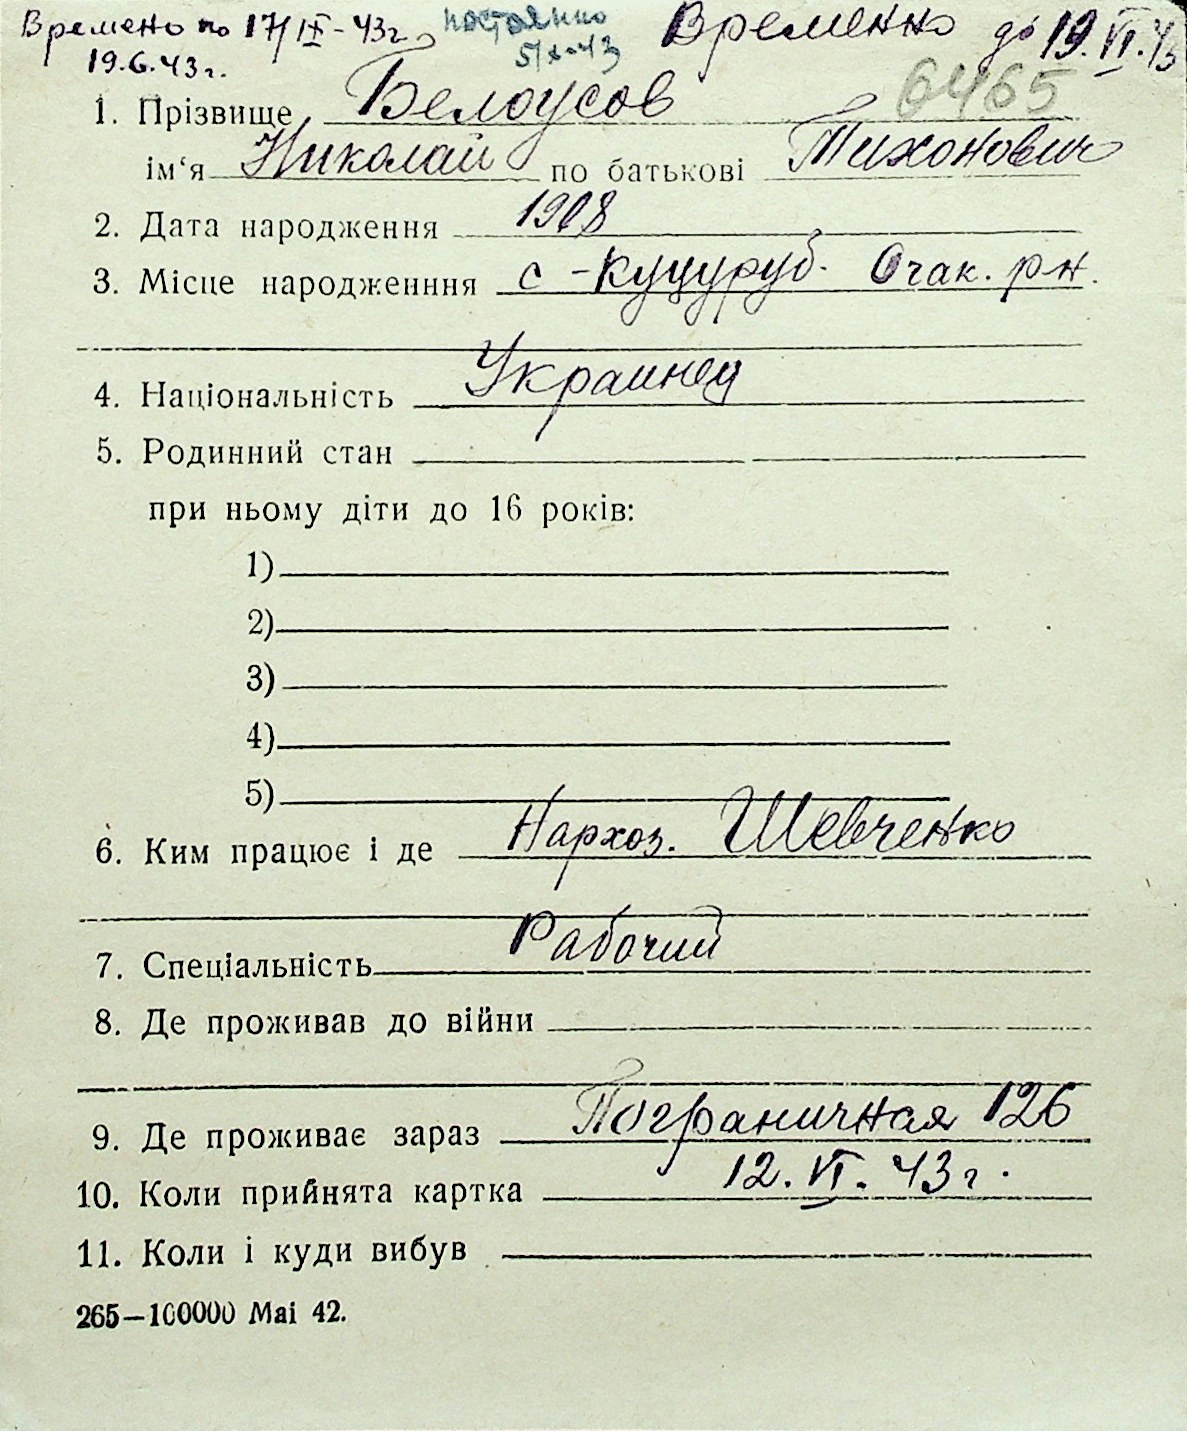 Времено по 17/IX-43г. постоянно Временно до 19.VI.43
19.6.43г. 5/X-43
6465
1. Прізвище Белоусов
ім‘я Николай по батькові Тихонович
2. Дата народження 1908
3. Місце народженння с-Куцуруб. Очак. р-н.
4. Національність Украинец
5. Родинний стан
при ньому діти до 16 років:
1)
2)
3)
4)
5)
6. Ким працює і де Нархоз. Шевченко
7. Спеціальність Рабочий
8. Де проживав до війни
9. Де проживає зараз Пограничная 126
10. Коли прийнята картка 12.VI.43г.
11. Коли і куди вибув
265—100000 Mai 42.